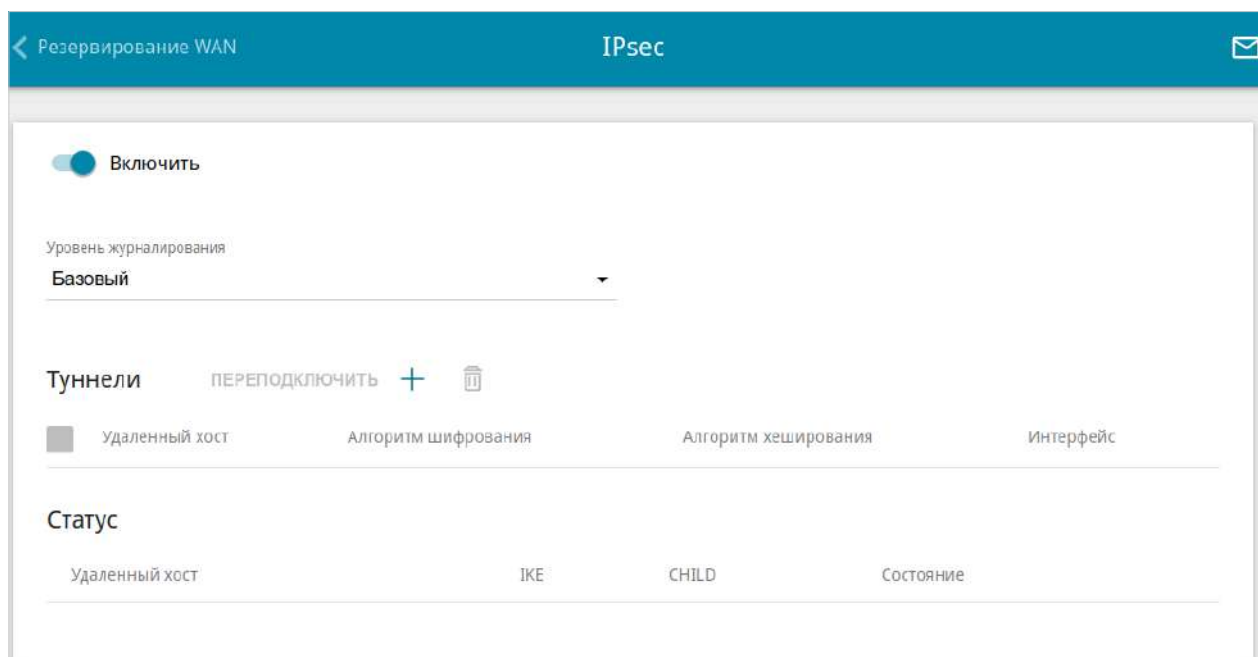 Резервирование WAN IPsec
Включить
Уровень журналирования
Базовый
Туннели ПЕРЕПОДКЛЮЧИТЬ
Удаленный хост Алгоритм шифрования Алгоритм хеширования Интерфейс
Статус
Удаленный хост IKE CHILD Состояние